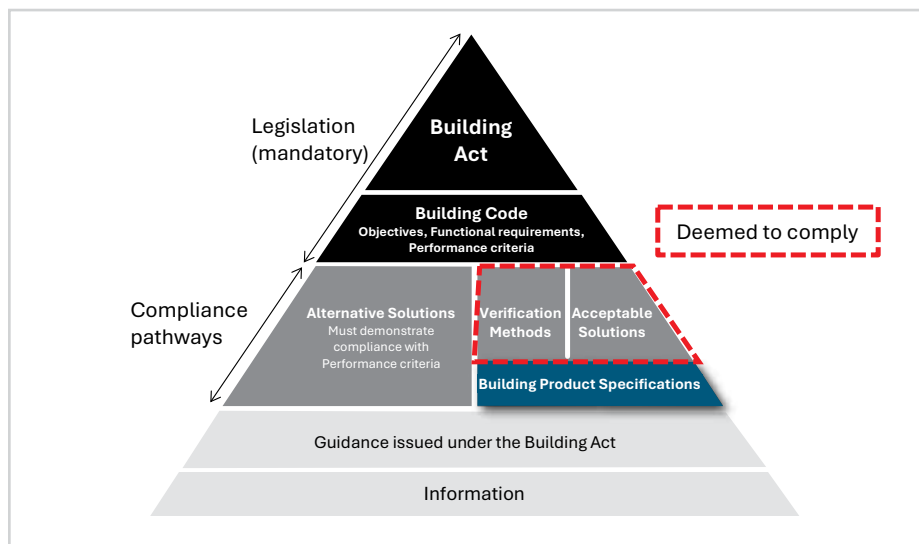 Building
Act
Legislation
(mandatory)
Building Code
Objectives, Functional requirements,
Performance criteria
Deemed to comply
Compliance
pathways
Alternative Solutions
Must demonstrate
compliance with
Performance criteria
Verification
Methods
Acceptable
Solutions
Building Product Specifications
Guidance issued under the Building Act
Information